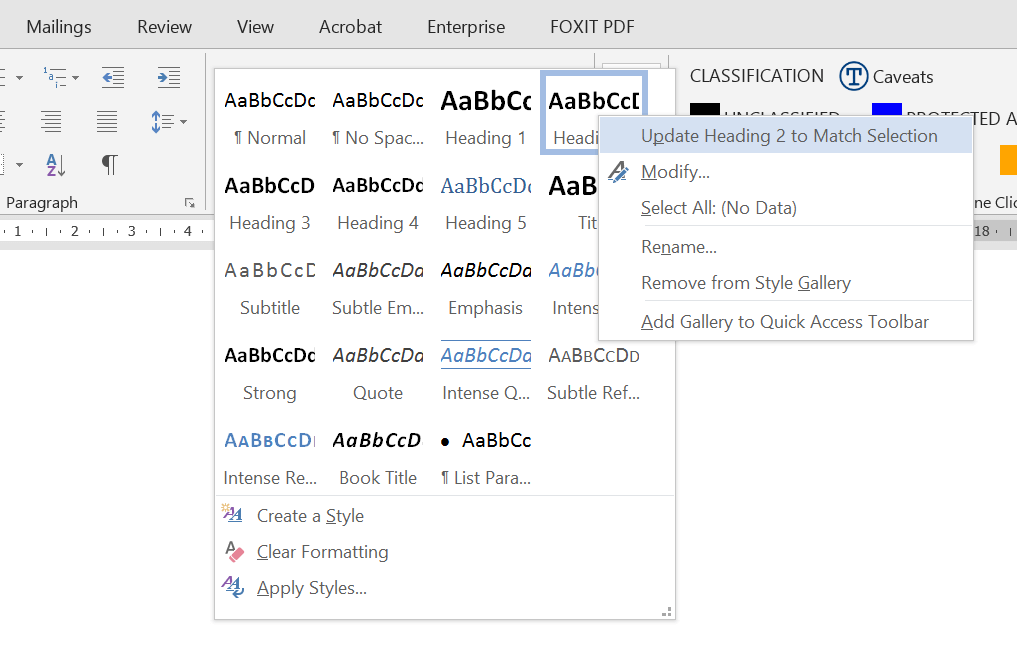 Mailings Review View Acrobat Enterprise FOXIT PDF
CLASSIFICATION Caveats
UNCLASSIFIED PROTECTED A
Paragraph
1 2 3 4
18
AaBbCcDc AaBbCcDc AaBbCc AaBbCcD
¶ Normal ¶ No Spac... Heading 1 Headi
AaBbCcD AaBbCcDc AaBbCcDc AaB
Heading 3 Heading 4 Heading 5 Tit
AaBbCcD AaBbCcDa AaBbCcDa AaBb
Subtitle Subtle Em... Emphasis Intens
AaBbCcDc AaBbCcDa AaBbCcDa AABBCCDD
Strong Quote Intense Q... Subtle Ref...
AABBCCD AaBbCcD • AaBbCc
Intense Re... Book Title ¶ List Para...
Create a Style
Clear Formatting
Apply Styles...
Update Heading 2 to Match Selection
Modify...
Select All: (No Data)
Rename...
Remove from Style Gallery
Add Gallery to Quick Access Toolbar